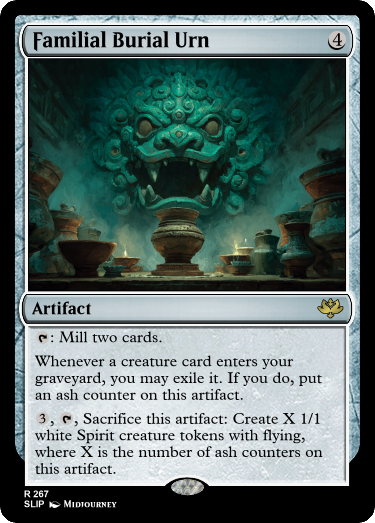 Familial Burial Urn 4
Artifact
: Mill two cards.
Whenever a creature card enters your
graveyard, you may exile it. If you do, put
an ash counter on this artifact.
3, , Sacrifice this artifact: Create X 1/1
white Spirit creature tokens with flying,
where X is the number of ash counters on
this artifact.
R 267
SLIP Midjourney